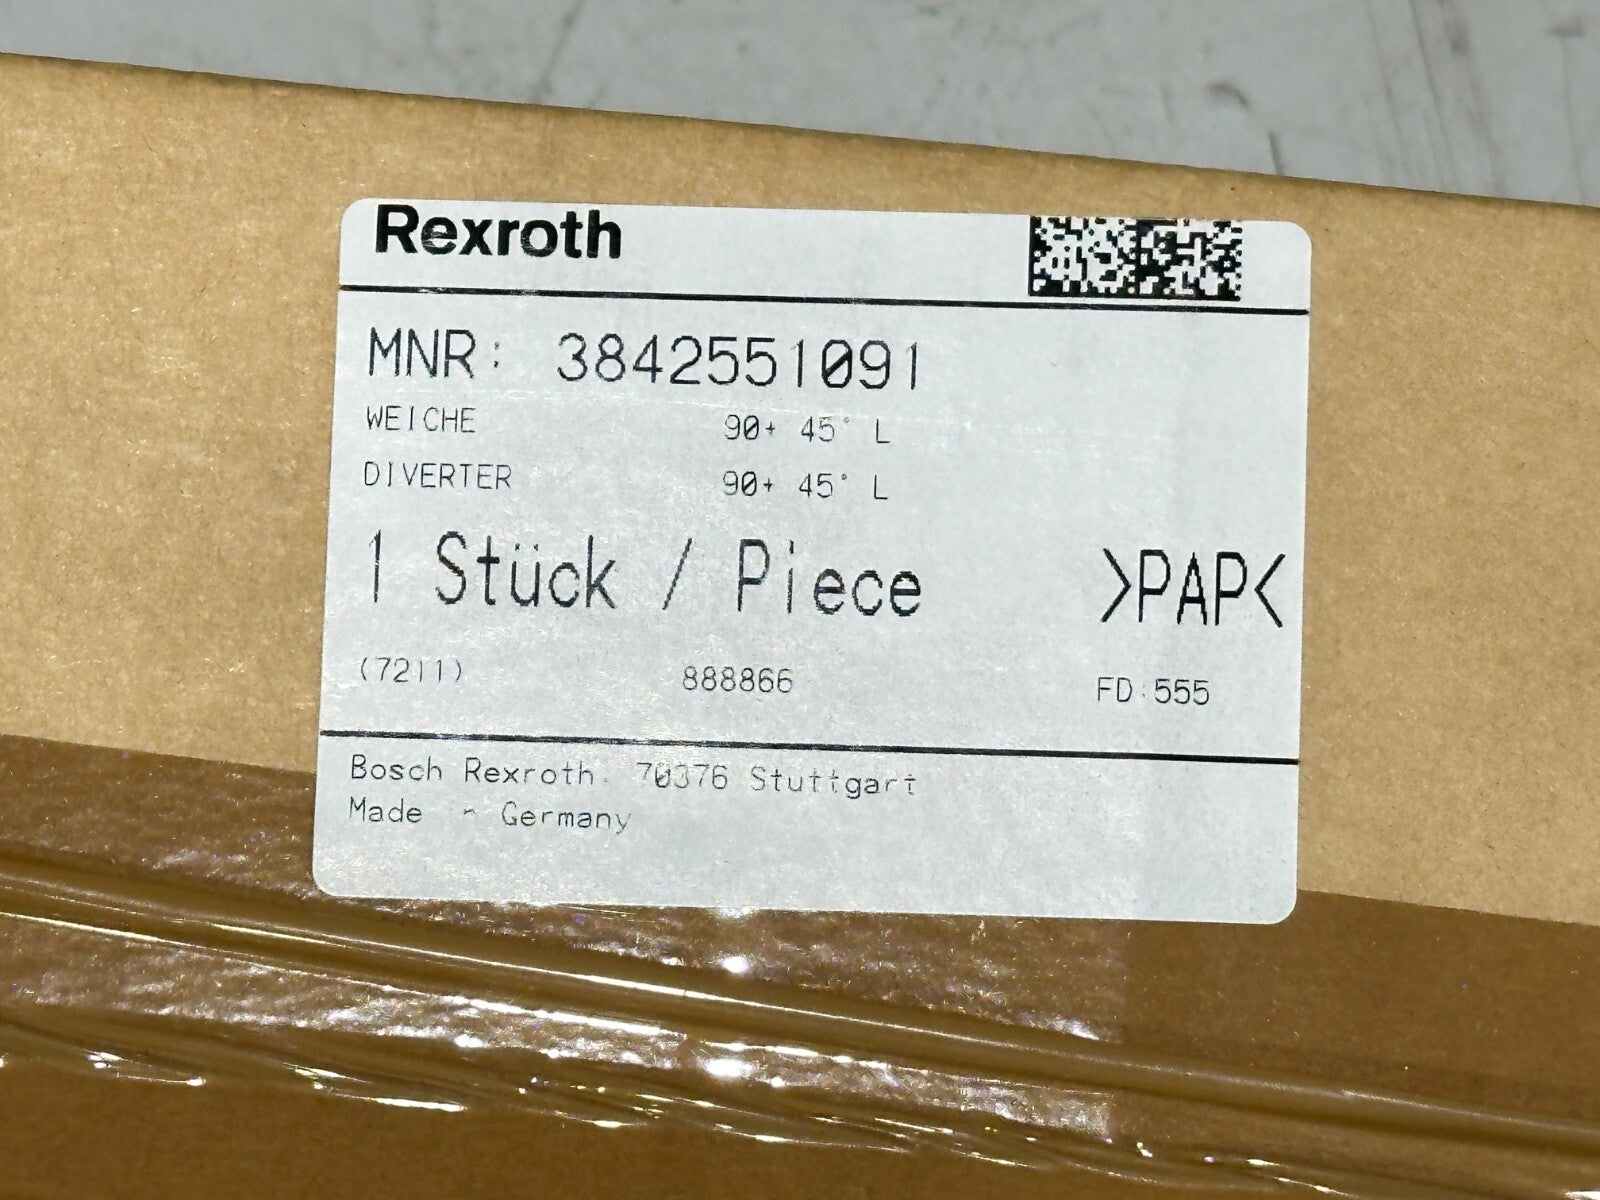 Rexroth
MNR: 3842551091
WEICHE 90+ 45° L
DIVERTER 90+ 45° L
1 Stück / Piece
>PAP<
(7211) 888866 FD:555
Bosch Rexroth. 70376 Stuttgart
Made Germany